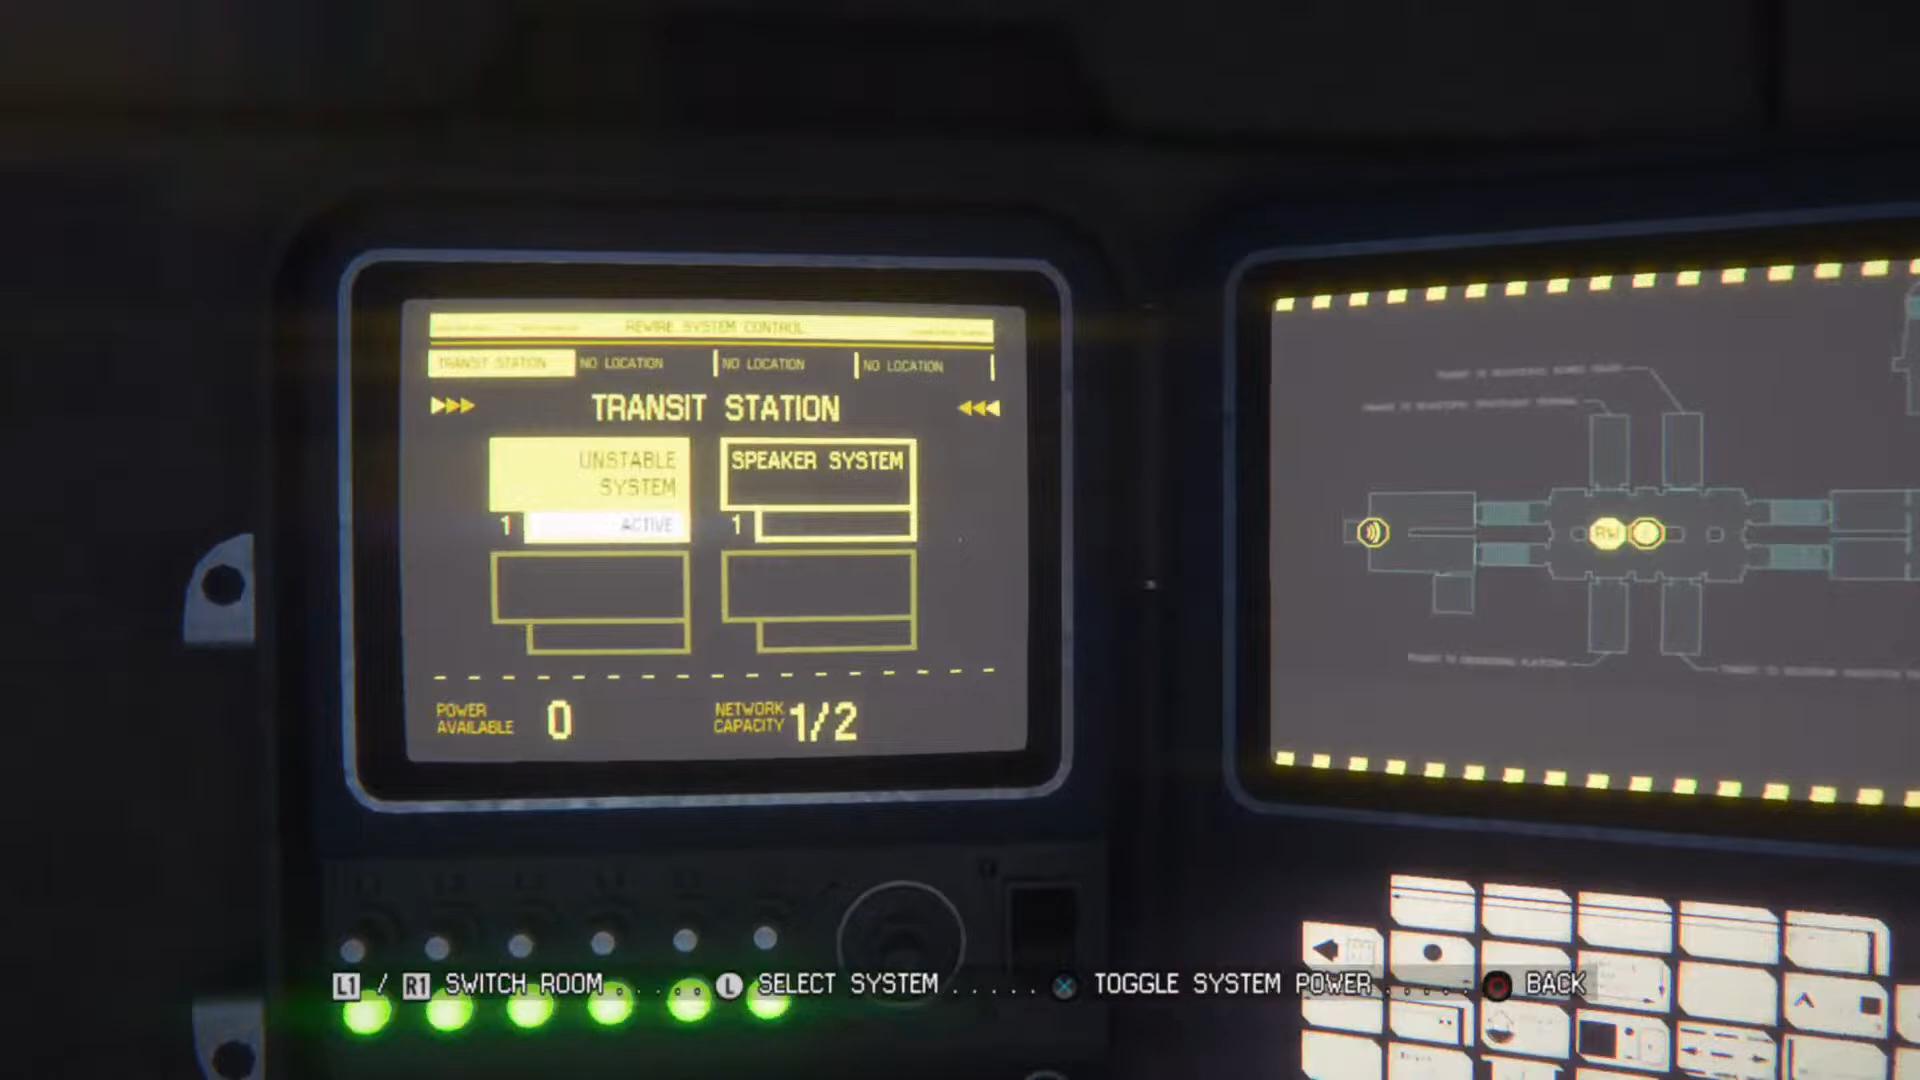 REWIRE SYSTEM CONTROL
TRANSIT STATION NO LOCATION NO LOCATION NO LOCATION
TRANSIT STATION
UNSTABLE SYSTEM
1 ACTIVE
SPEAKER SYSTEM
1
POWER AVAILABLE 0
NETWORK CAPACITY 1/2
RW
L1 / R1 SWITCH ROOM ...... L SELECT SYSTEM ...... TOGGLE SYSTEM POWER ...... BACK